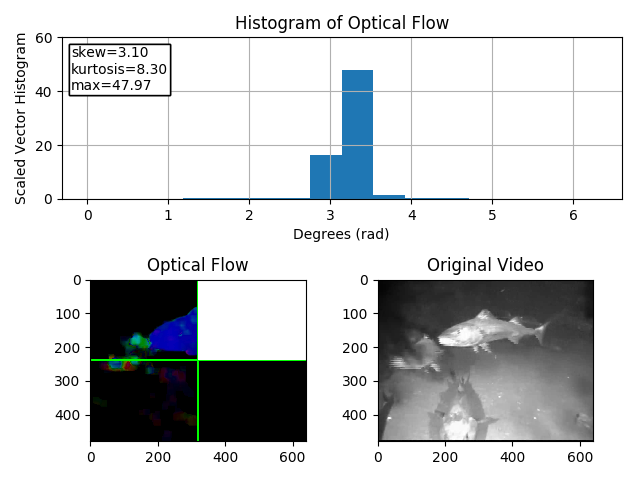 Histogram of Optical Flow
60
40
20
0
Scaled Vector Histogram
skew=3.10
kurtosis=8.30
max=47.97
0 1 2 3 4 5 6
Degrees (rad)
Optical Flow
0
100
200
300
400
0 200 400 600
Original Video
0
100
200
300
400
0 200 400 600